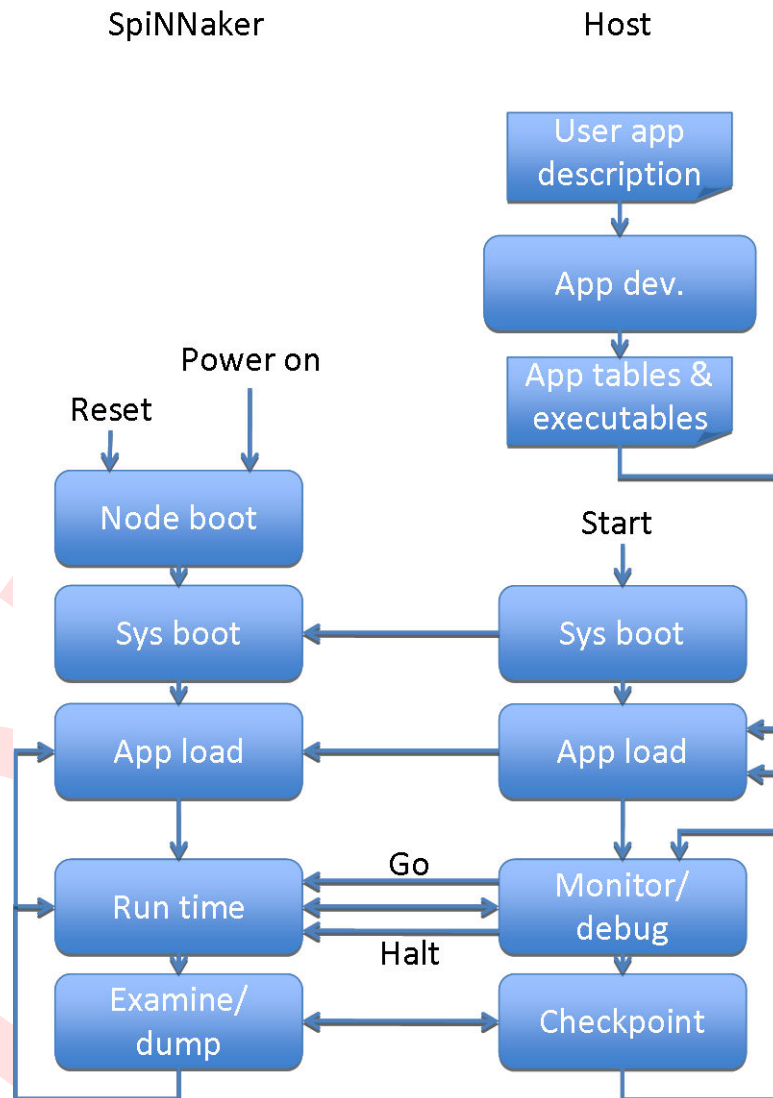 SpiNNaker
Host
User app
description
App dev.
Power on
App tables &
executables
Reset
Node boot
Start
Sys boot
Sys boot
App load
App load
Go
Run time
Monitor/
debug
Halt
Examine/
dump
Checkpoint